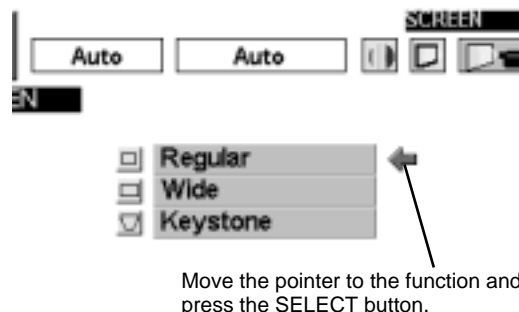 SCREEN
Auto Auto
EN
Regular
Wide
Keystone
Move the pointer to the function and
press the SELECT button.